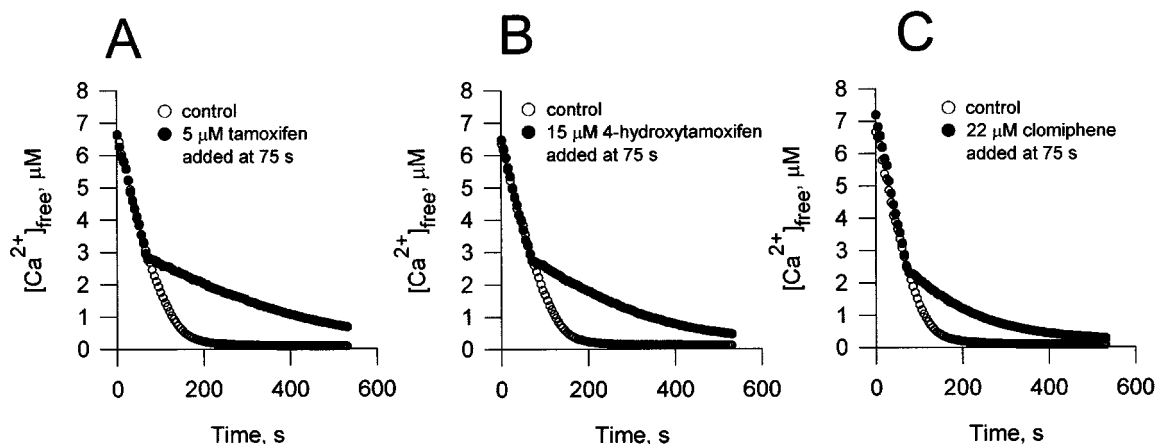 A
8
7
6
5
4
3
2
1
0
[Ca2+]free, μM
control
5 μM tamoxifen
added at 75 s
0
200
400
600
Time, s
B
8
7
6
5
4
3
2
1
0
[Ca2+]free, μM
control
15 μM 4-hydroxytamoxifen
added at 75 s
0
200
400
600
Time, s
C
8
7
6
5
4
3
2
1
0
[Ca2+]free, μM
control
22 μM clomiphene
added at 75 s
0
200
400
600
Time, s